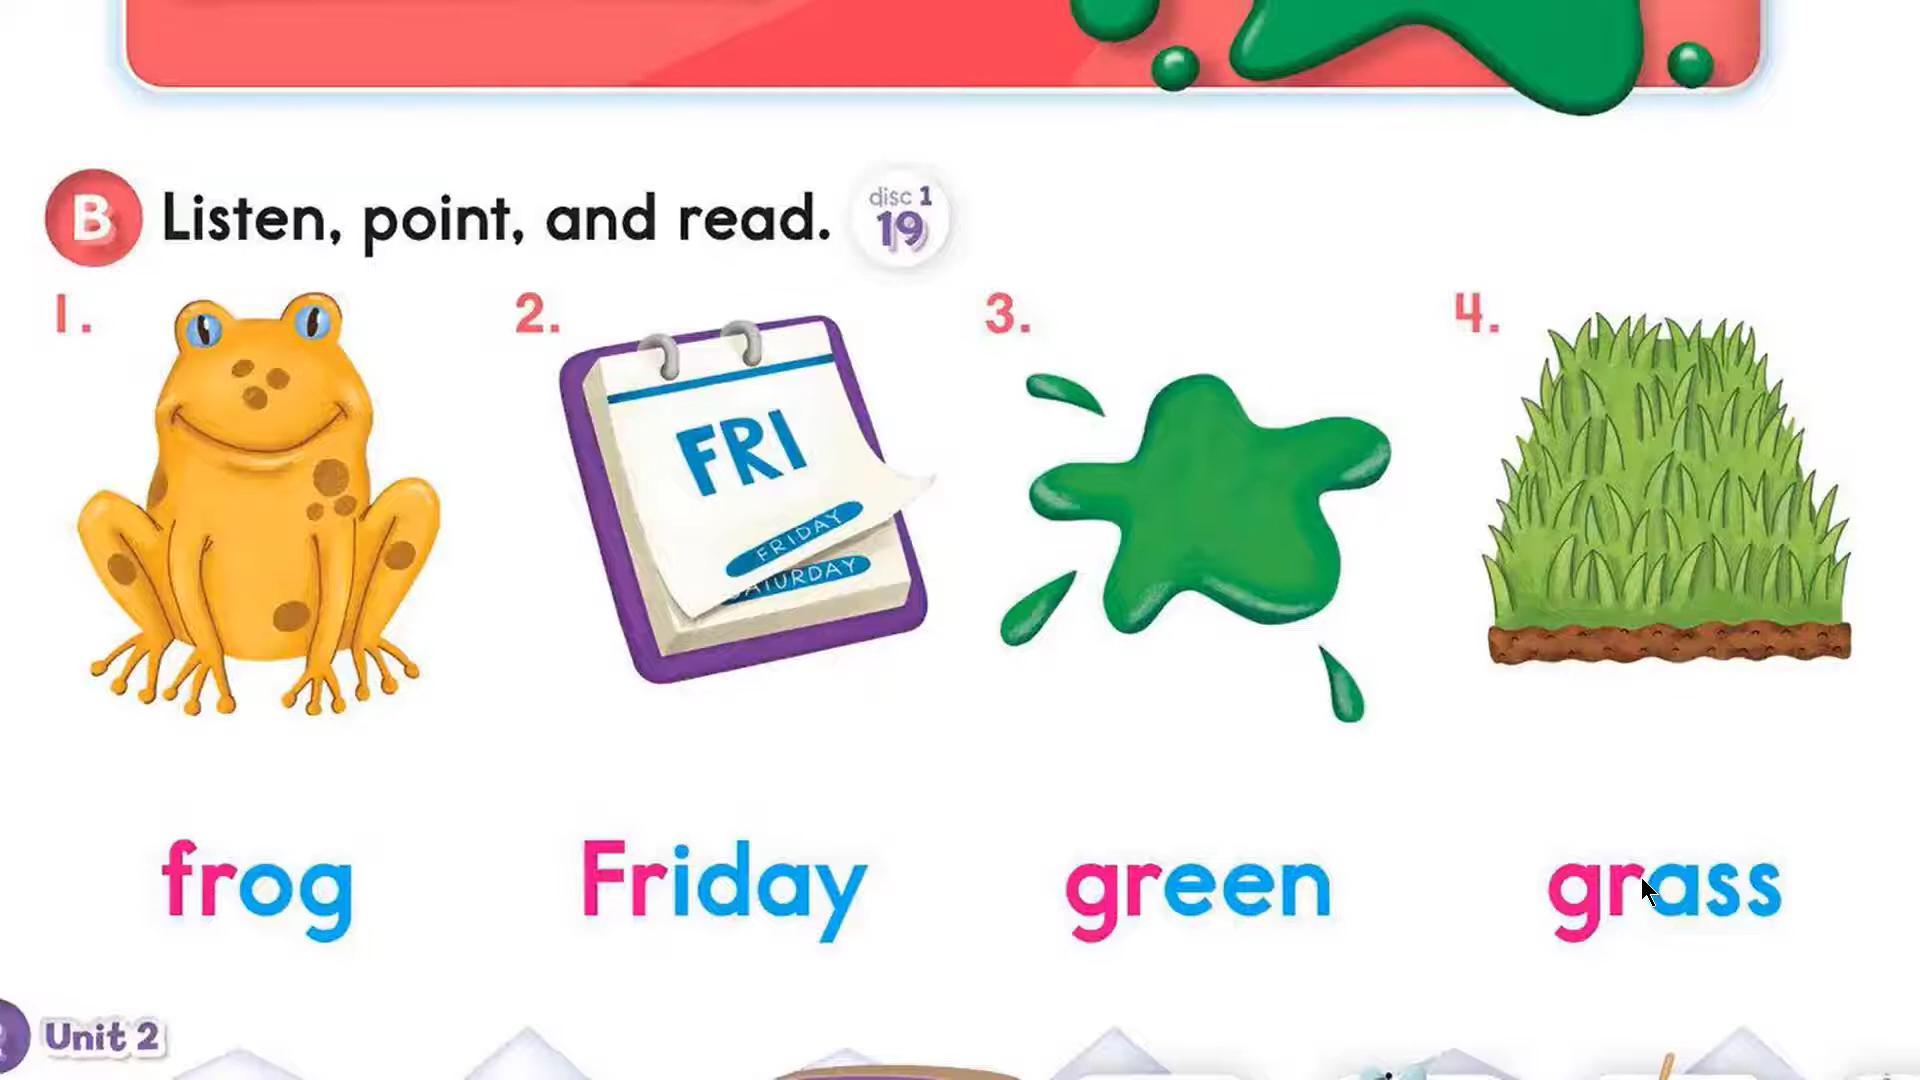 B Listen, point, and read. disc 1 19
1. 2. 3. 4.
FRI
FRIDAY
SATURDAY
frog Friday green grass
Unit 2